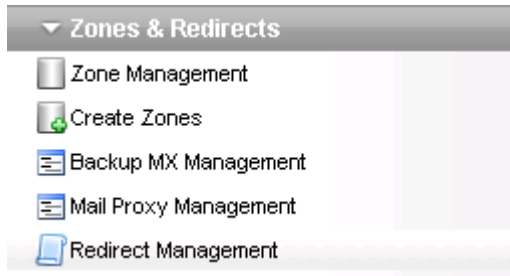 Zones & Redirects
Zone Management
Create Zones
Backup MX Management
Mail Proxy Management
Redirect Management